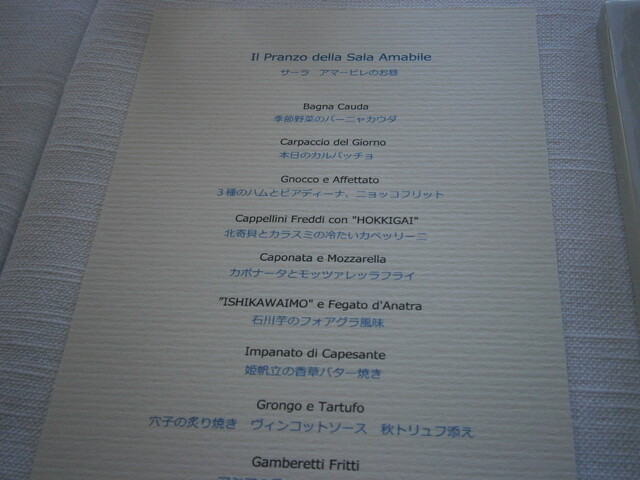 Il Pranzo della Sala Amabile
サーラ　アマービレのお昼
Bagna Cauda
季節野菜のバーニャカウダ
Carpaccio del Giorno
本日のカルパッチョ
Gnocco e Affettato
３種のハムとピアディーナ、ニョッコフリット
Cappellini Freddi con "HOKKIGAI"
北寄貝とカラスミの冷たいカペッリーニ
Caponata e Mozzarella
カポナータとモッツァレッラフライ
"ISHIKAWAIMO" e Fegato d'Anatra
石川芋のフォアグラ風味
Impanato di Capesante
姫帆立の香草バター焼き
Grongo e Tartufo
穴子の炙り焼き　ヴィンコットソース　秋トリュフ添え
Gamberetti Fritti